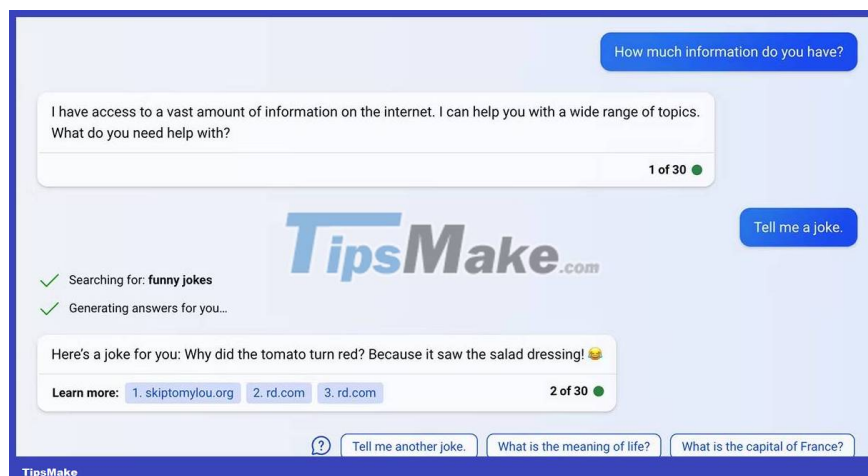 How much information do you have?
I have access to a vast amount of information on the internet. I can help you with a wide range of topics.
What do you need help with?
1 of 30
Tell me a joke.
TipsMake.com
Searching for: funny jokes
Generating answers for you...
Here's a joke for you: Why did the tomato turn red? Because it saw the salad dressing! 😂
Learn more: 1. skiptomylou.org 2. rd.com 3. rd.com 2 of 30
Tell me another joke. What is the meaning of life? What is the capital of France?
TipsMake